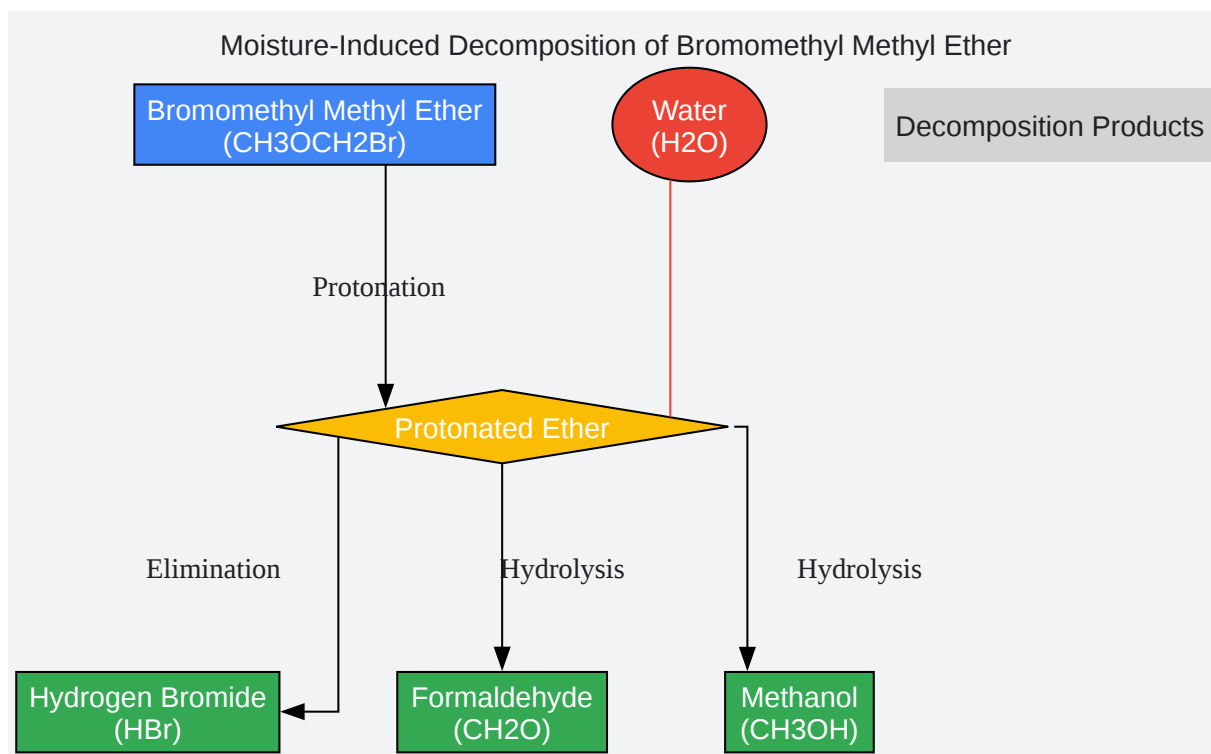 Moisture-Induced Decomposition of Bromomethyl Methyl Ether
Bromomethyl Methyl Ether
(CH3OCH2Br)
Water
(H2O)
Decomposition Products
Protonation
Protonated Ether
Elimination
Hydrolysis
Hydrolysis
Hydrogen Bromide
(HBr)
Formaldehyde
(CH2O)
Methanol
(CH3OH)